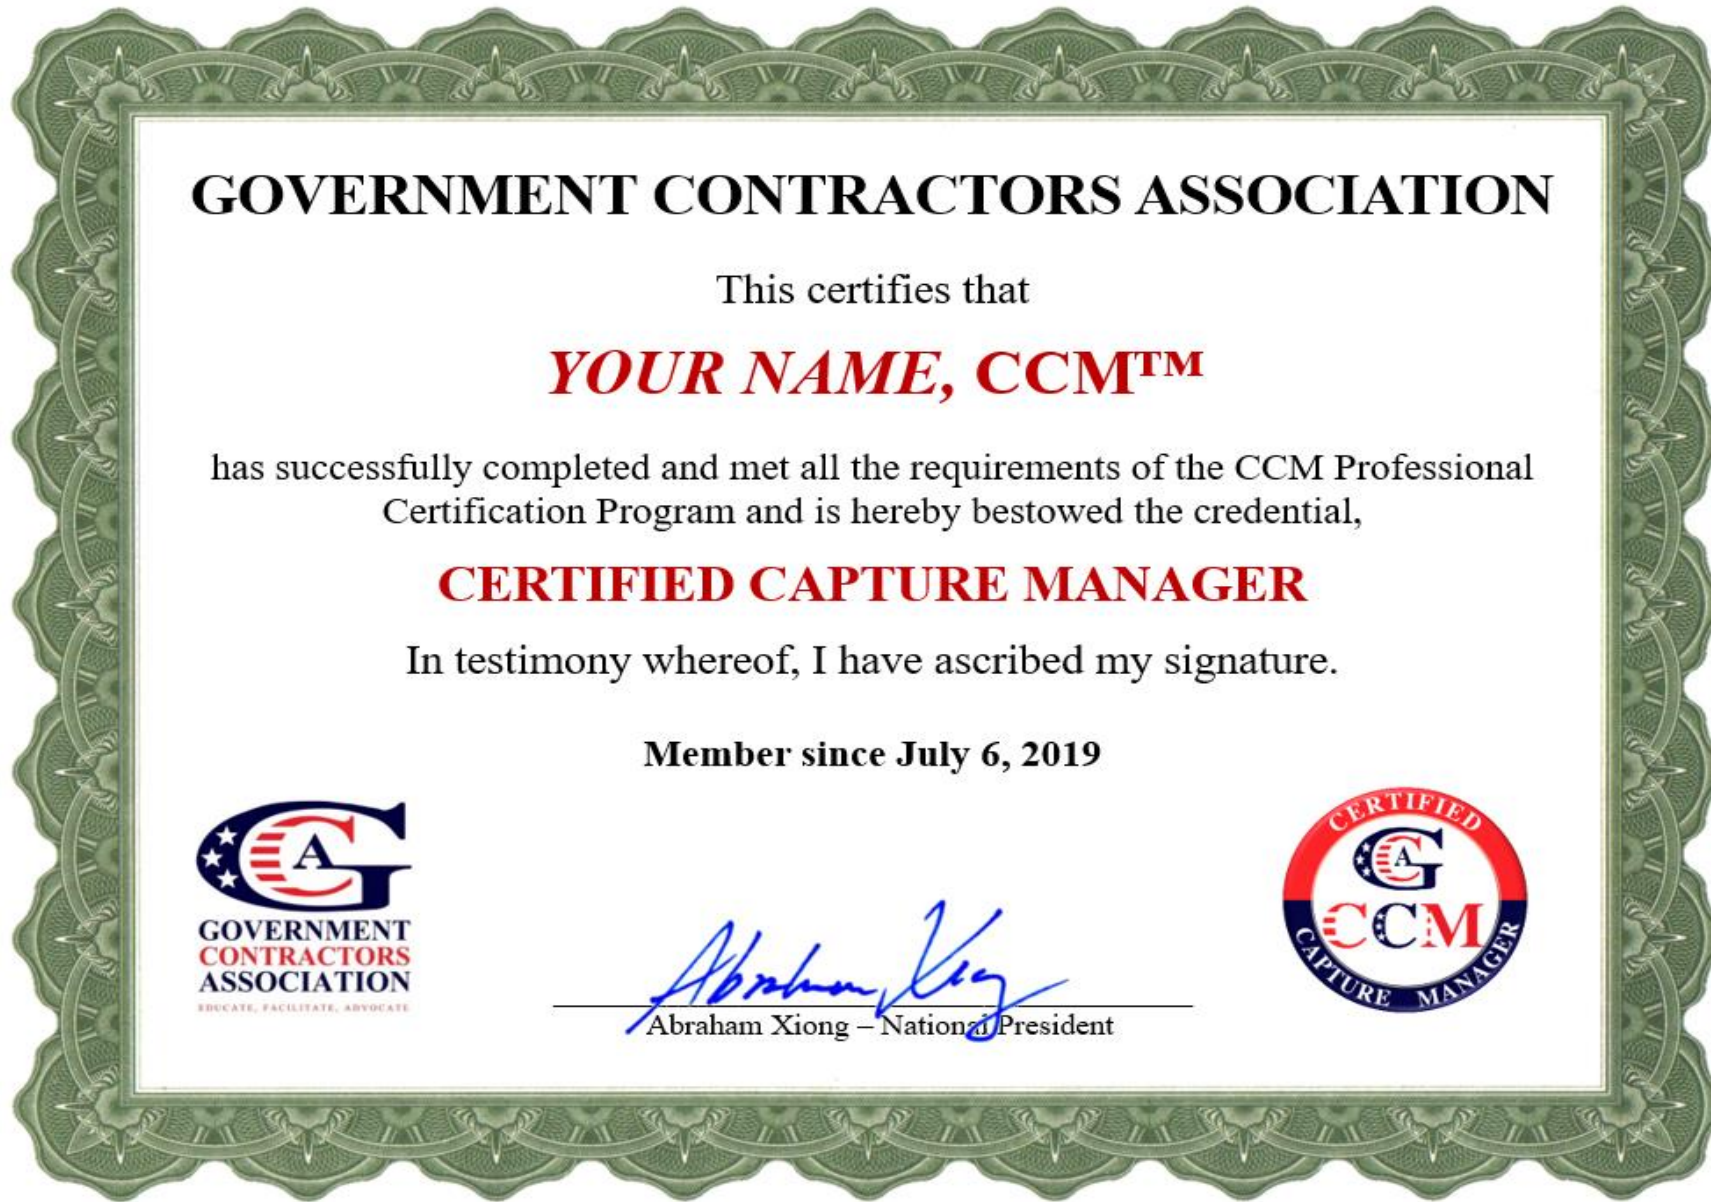 GOVERNMENT CONTRACTORS ASSOCIATION
This certifies that
YOUR NAME, CCM™
has successfully completed and met all the requirements of the CCM Professional
Certification Program and is hereby bestowed the credential,
CERTIFIED CAPTURE MANAGER
In testimony whereof, I have ascribed my signature.
Member since July 6, 2019
GCA
GOVERNMENT
CONTRACTORS
ASSOCIATION
EDUCATE, FACILITATE, ADVOCATE
Abraham Xiong
Abraham Xiong – National President
CERTIFIED
GCA
CCM
CAPTURE MANAGER